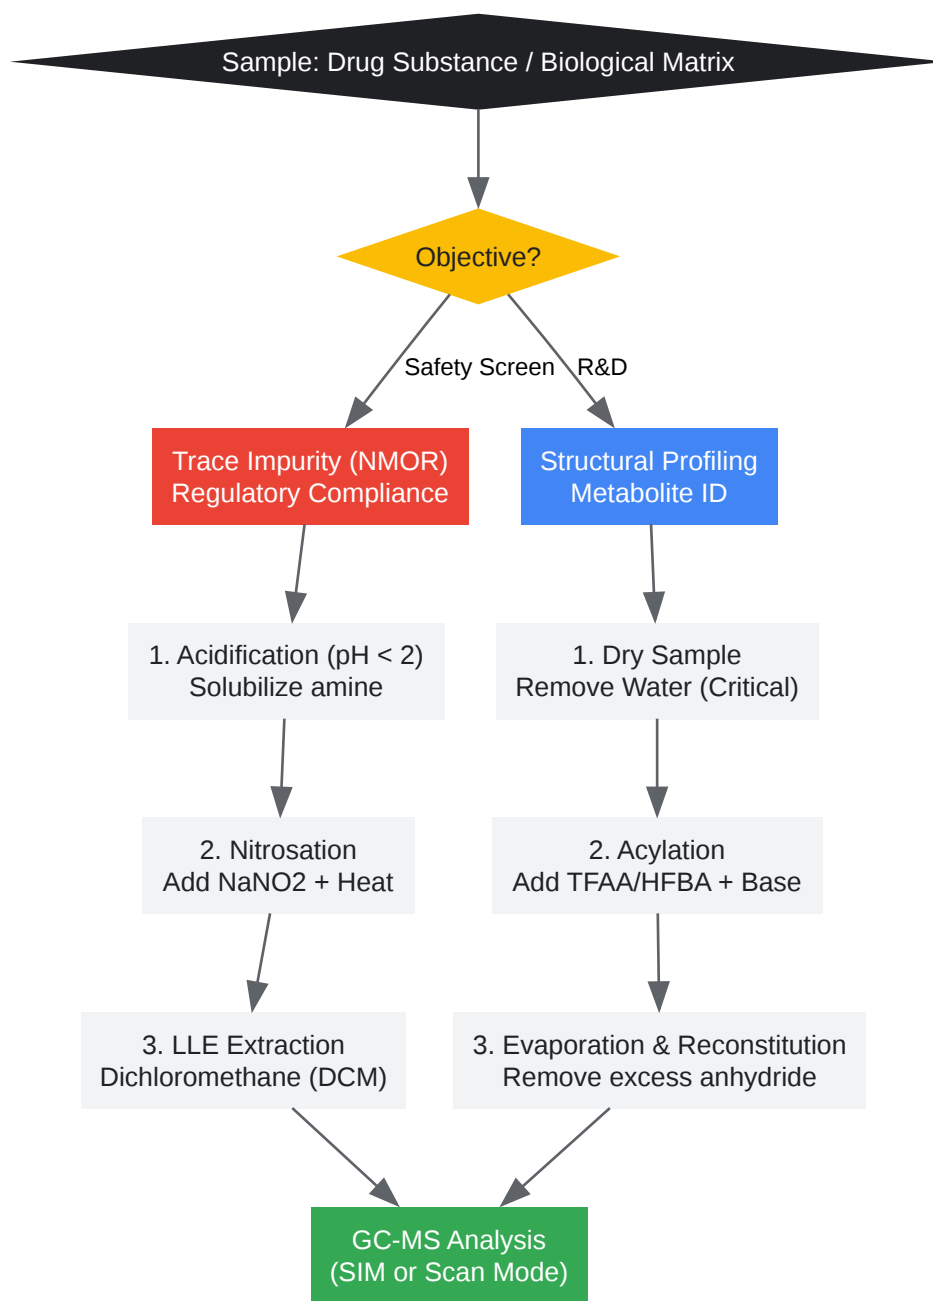 Sample: Drug Substance / Biological Matrix
Objective?
Safety Screen
R&D
Trace Impurity (NMOR)
Regulatory Compliance
Structural Profiling
Metabolite ID
1. Acidification (pH < 2)
Solubilize amine
1. Dry Sample
Remove Water (Critical)
2. Nitrosation
Add NaNO2 + Heat
2. Acylation
Add TFAA/HFBA + Base
3. LLE Extraction
Dichloromethane (DCM)
3. Evaporation & Reconstitution
Remove excess anhydride
GC-MS Analysis
(SIM or Scan Mode)